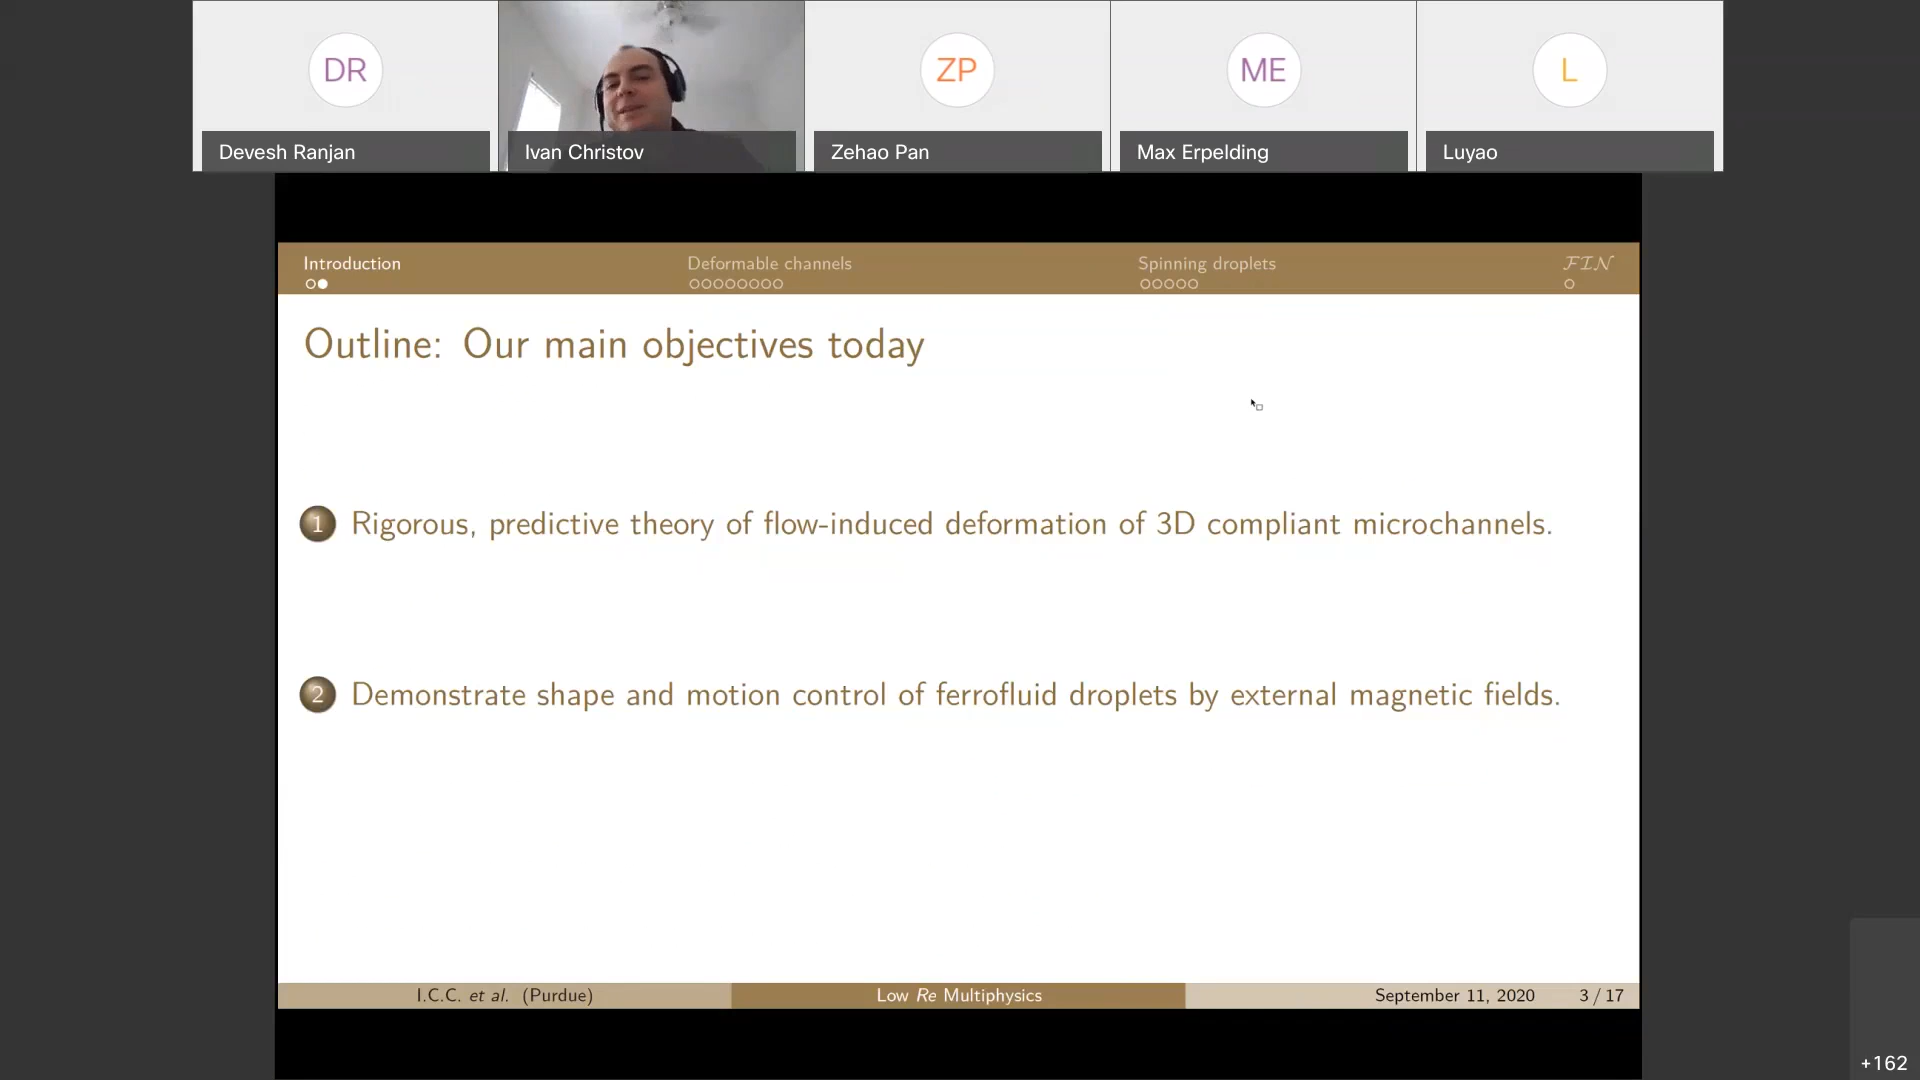 DR
ZP
ME
L
Devesh Ranjan
Ivan Christov
Zehao Pan
Max Erpelding
Luyao
Introduction
Deformable channels
Spinning droplets
FIN
Outline: Our main objectives today
1 Rigorous, predictive theory of flow-induced deformation of 3D compliant microchannels.
2 Demonstrate shape and motion control of ferrofluid droplets by external magnetic fields.
I.C.C. et al. (Purdue)
Low Re Multiphysics
September 11, 2020
3 / 17
+162